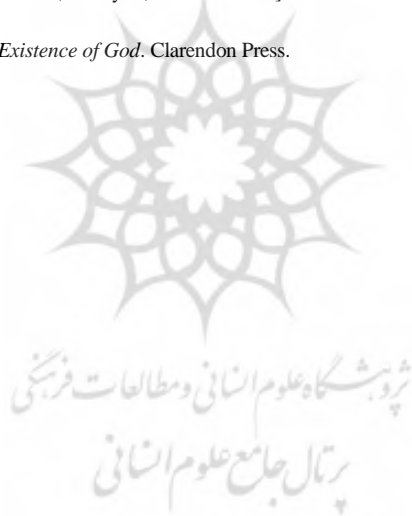 Existence of God. Clarendon Press.
پژوهشگاه علوم انسانی و مطالعات فرهنگی
پرتال جامع علوم انسانی